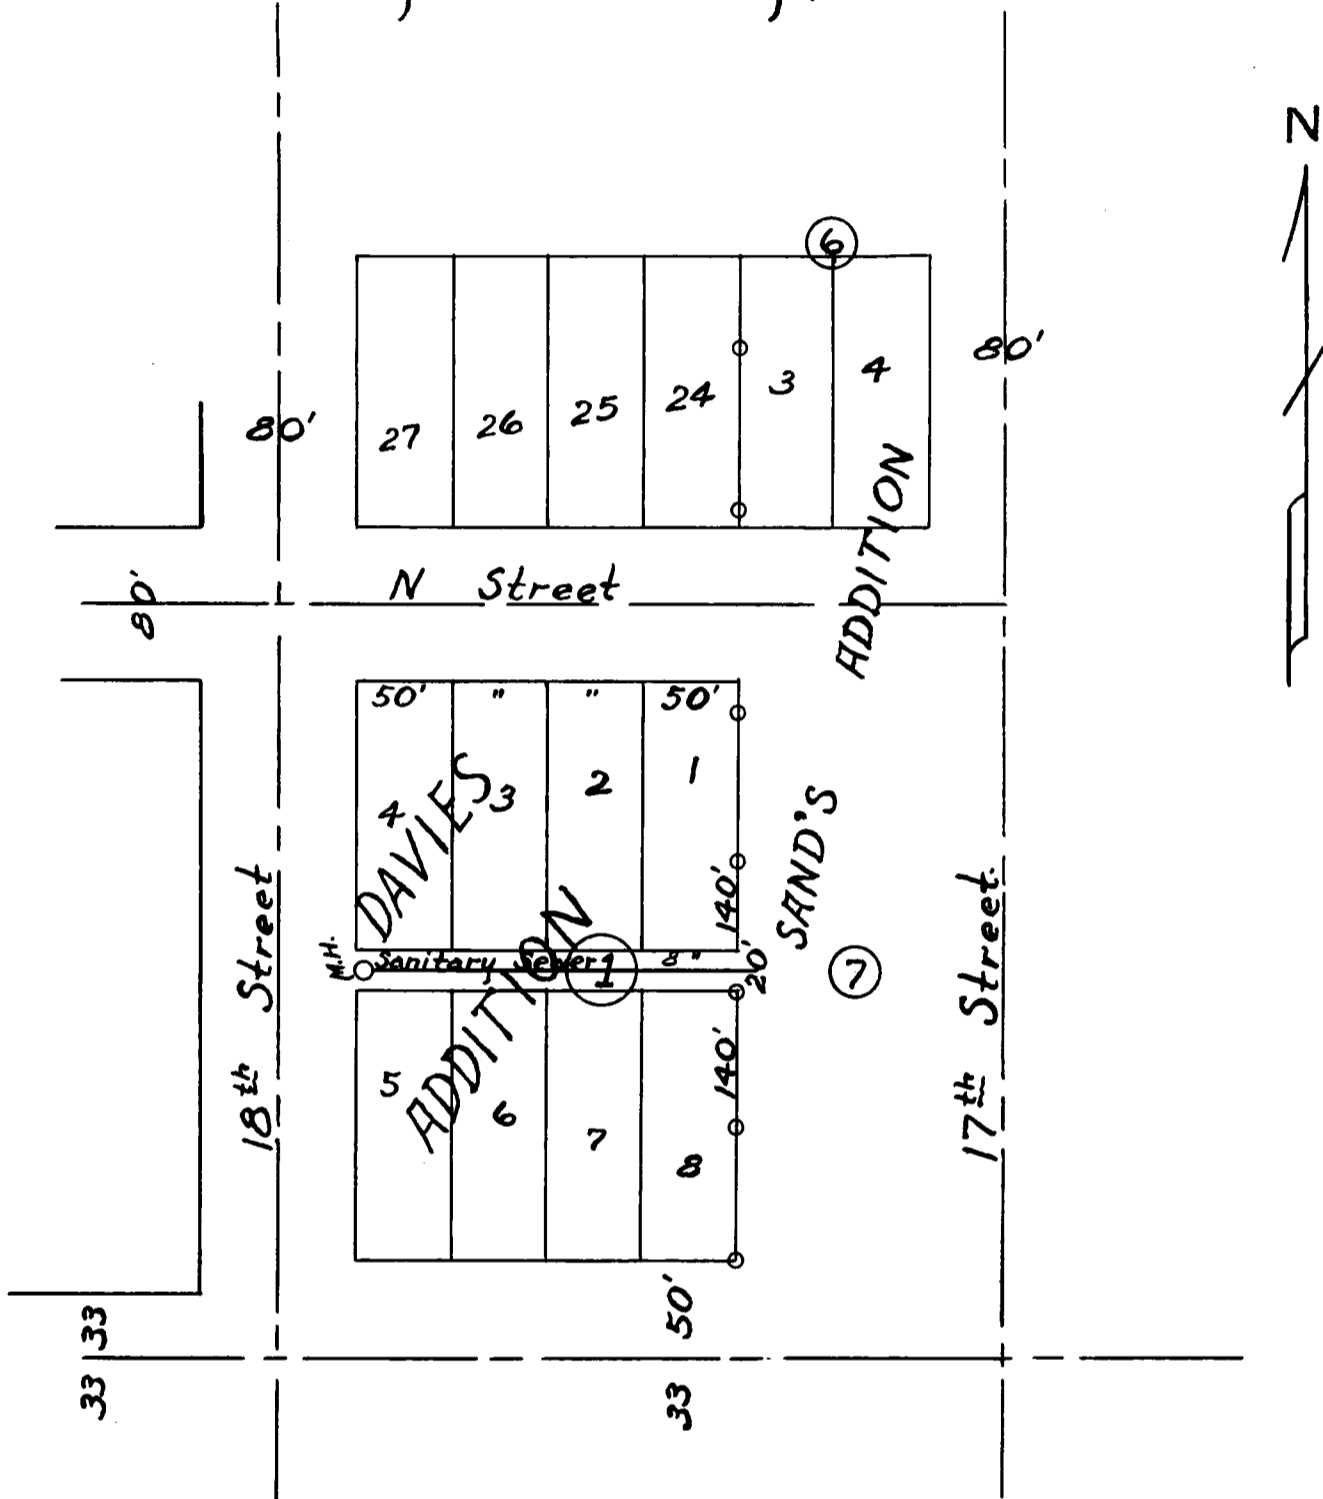 N
6
80'
80'
27
26
25
24
3
4
ADDITION
N Street
80'
50' " " 50'
4
3
2
1
DAVIES
ADDITION
SAND'S
140'
M.H.
Sanitary Sewer 8"
1
20'
7
18th Street
17th Street.
140'
5
6
7
8
50'
33
33
33